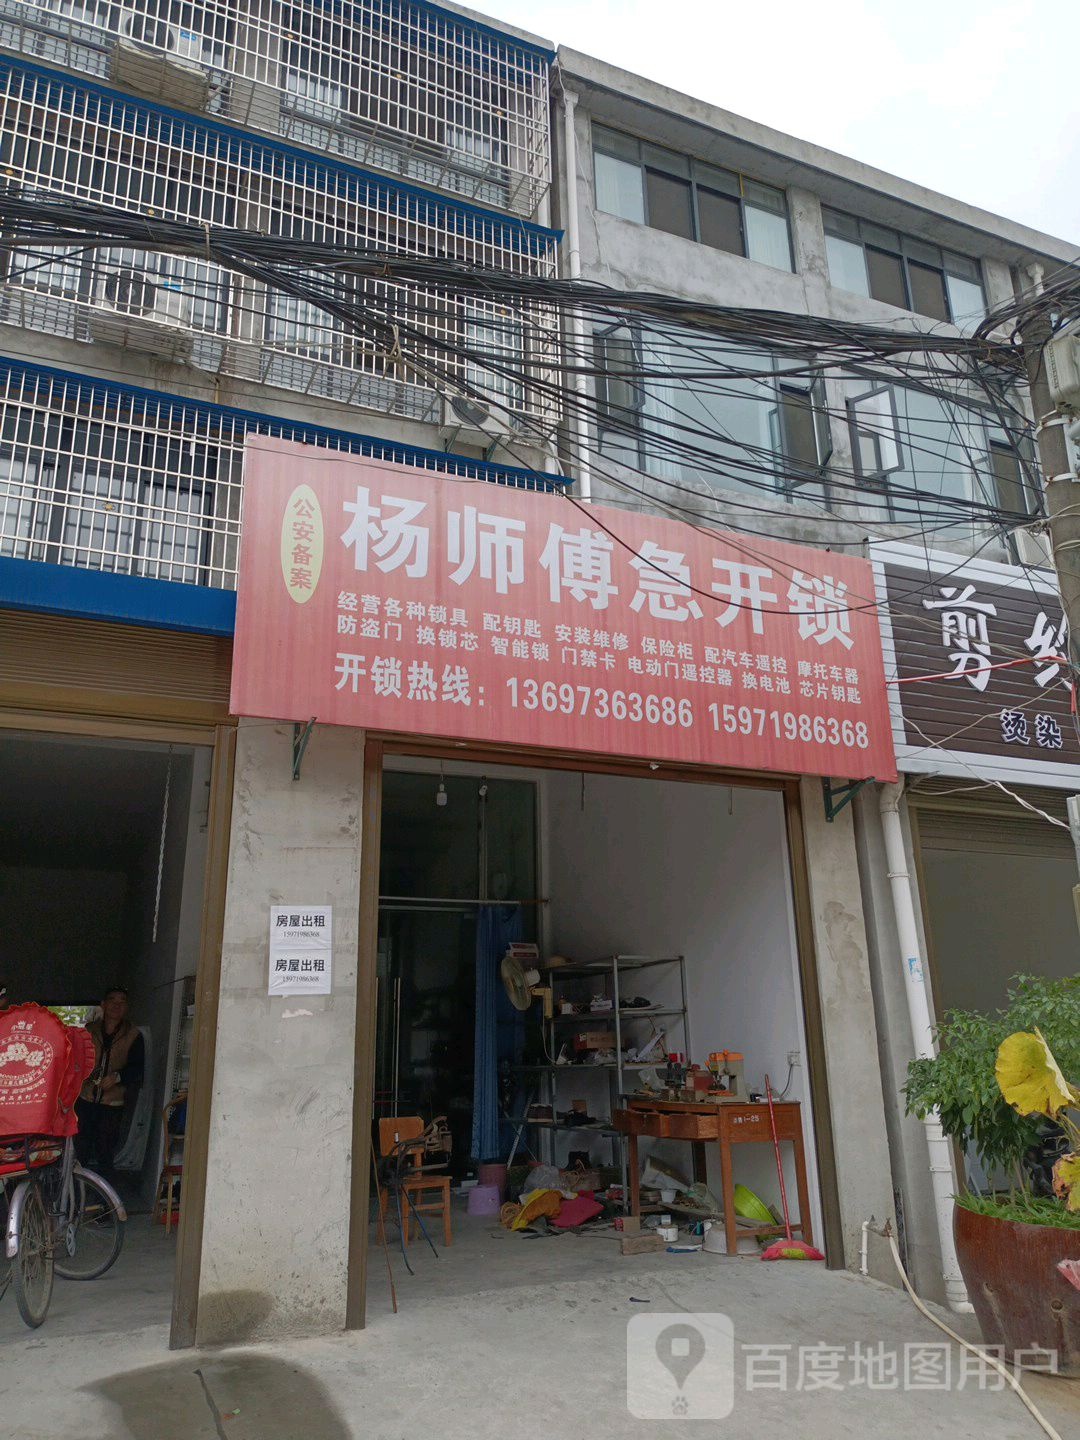 公安备案
杨师傅急开锁
经营各种锁具 配钥匙 安装维修 保险柜 配汽车遥控 摩托车器
防盗门 换锁芯 智能锁 门禁卡 电动门遥控器 换电池 芯片钥匙
开锁热线：13697363686 15971986368
剪
烫染
房屋出租
15971986368
房屋出租
15971986368
1-25
百度地图用户